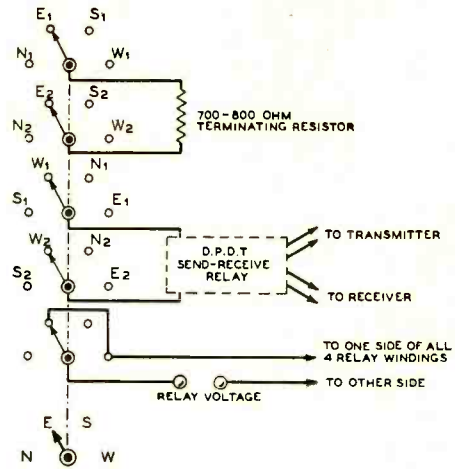 E1 S1
N1 W1
E2 S2
N2 W2
700-800 OHM
TERMINATING RESISTOR
W1 N1
S1 E1
W2 N2
S2 E2
D.P.D.T
SEND-RECEIVE
RELAY
TO TRANSMITTER
TO RECEIVER
TO ONE SIDE OF ALL
4 RELAY WINDINGS
TO OTHER SIDE
RELAY VOLTAGE
E S
N W